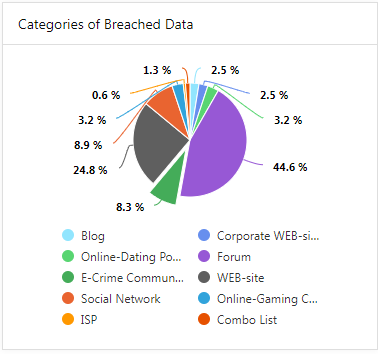 Categories of Breached Data
1.3 % 2.5 %
0.6 % 2.5 %
3.2 % 3.2 %
8.9 %
24.8 % 44.6 %
8.3 %
Blog Corporate WEB-si...
Online-Dating Po... Forum
E-Crime Commun... WEB-site
Social Network Online-Gaming C...
ISP Combo List